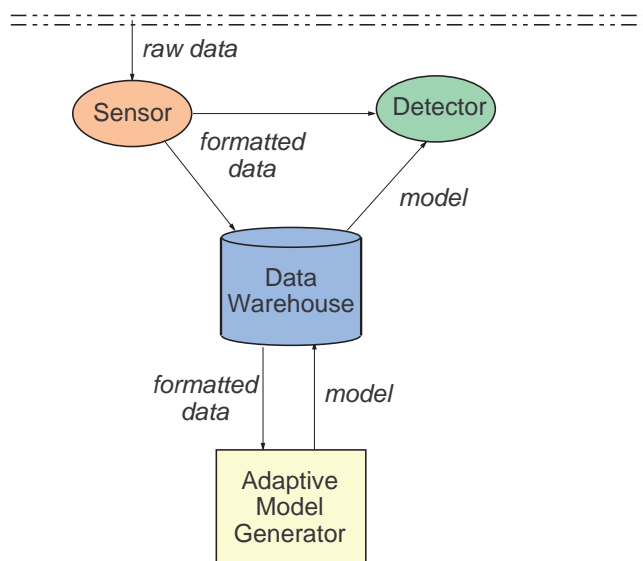 raw data
Sensor
Detector
formatted
data
model
Data
Warehouse
formatted
data
model
Adaptive
Model
Generator